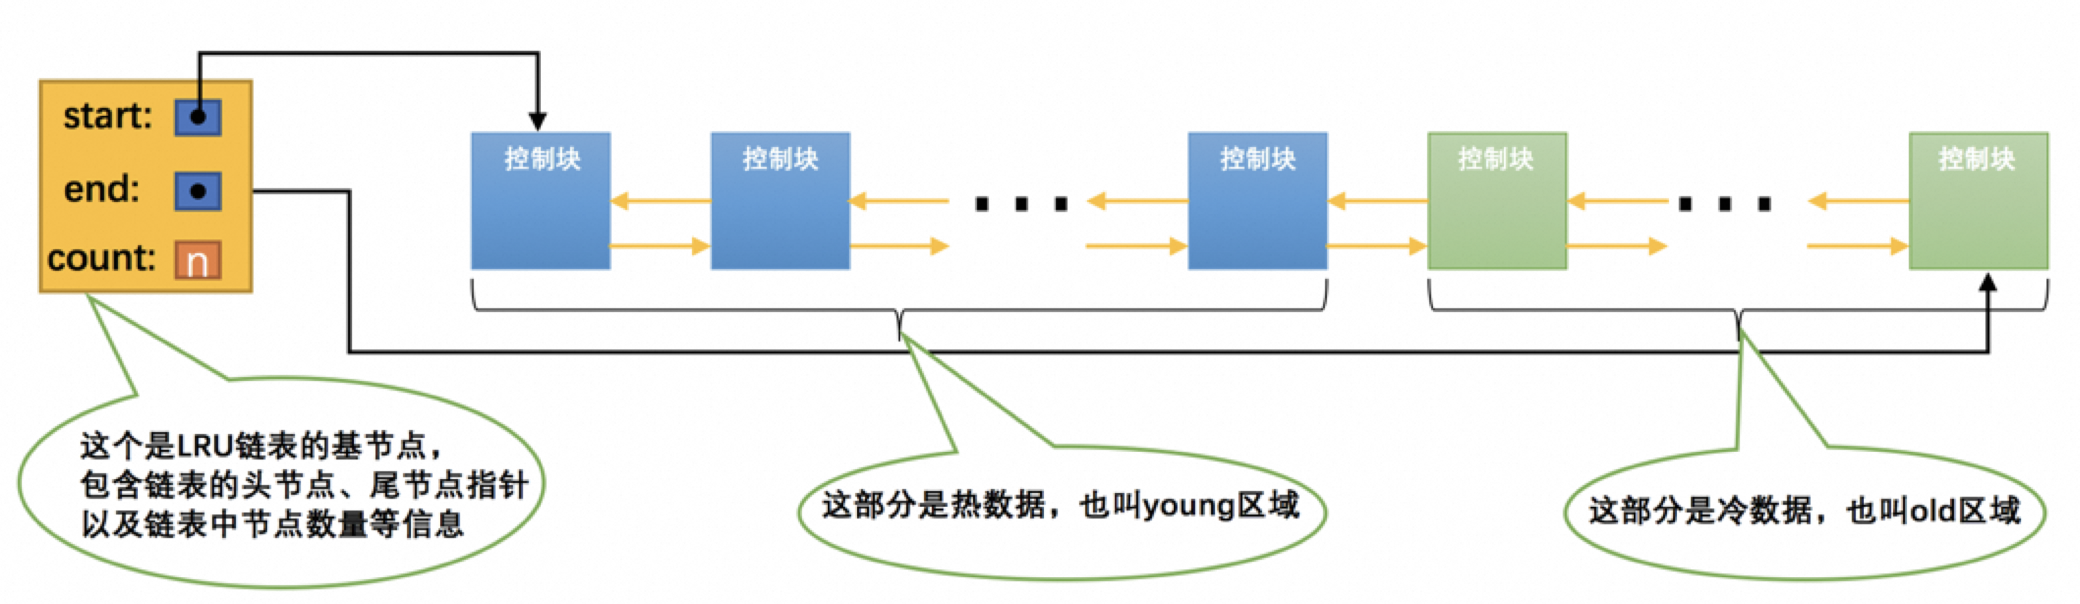 start:
end:
count: n
控制块
控制块
控制块
控制块
控制块
这个是LRU链表的基节点，
包含链表的头节点、尾节点指针
以及链表中节点数量等信息
这部分是热数据，也叫young区域
这部分是冷数据，也叫old区域